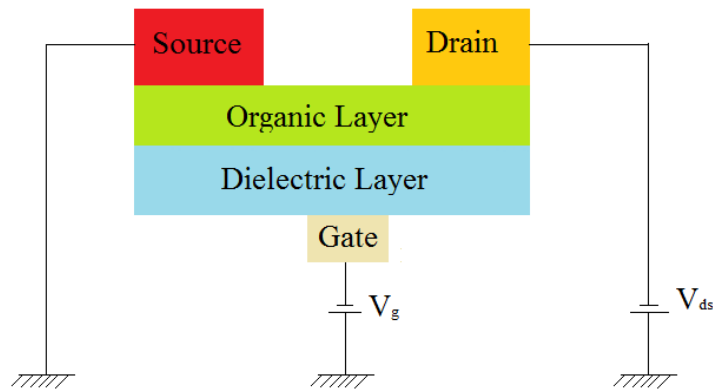 Source
Drain
Organic Layer
Dielectric Layer
Gate
Vg
Vds